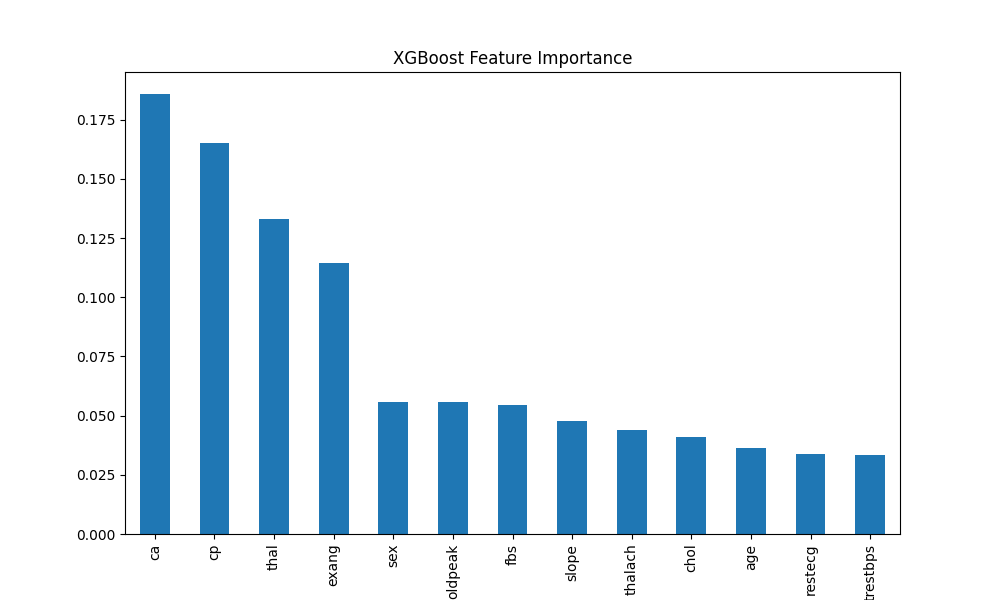 XGBoost Feature Importance
0.175
0.150
0.125
0.100
0.075
0.050
0.025
0.000
ca
cp
thal
exang
sex
oldpeak
fbs
slope
thalach
chol
age
restecg
trestbps